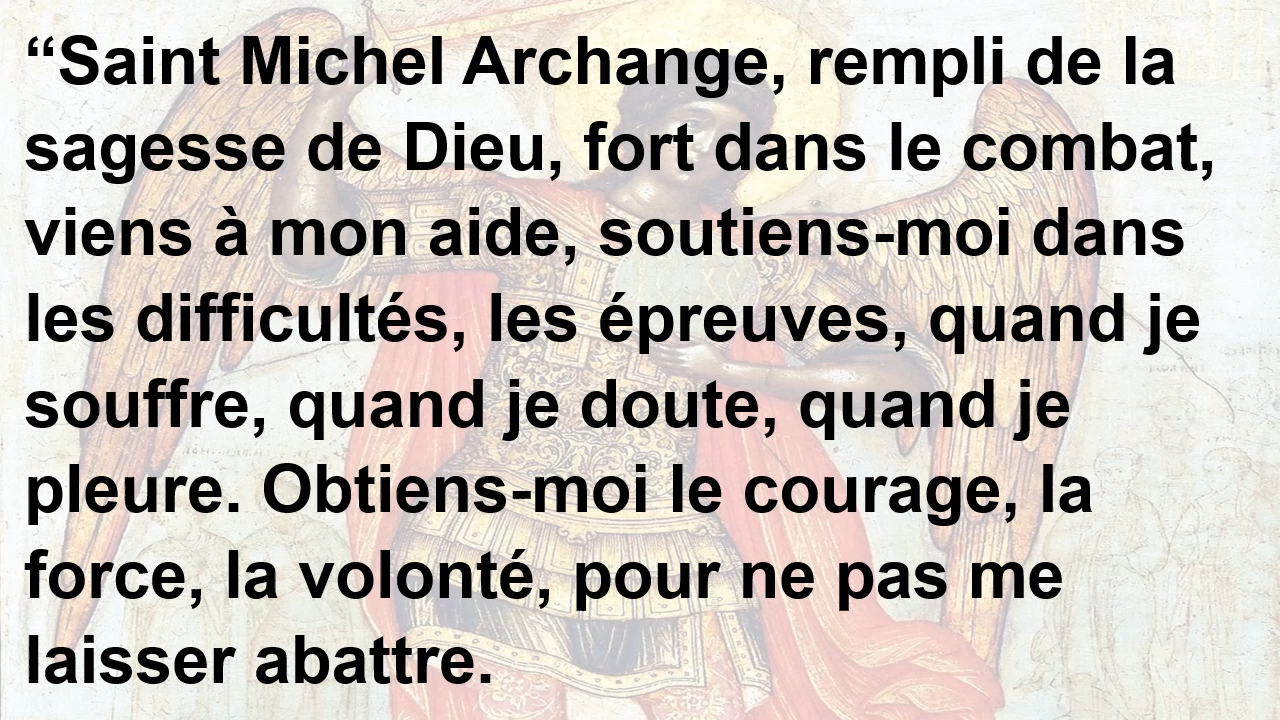 “Saint Michel Archange, rempli de la
sagesse de Dieu, fort dans le combat,
viens à mon aide, soutiens-moi dans
les difficultés, les épreuves, quand je
souffre, quand je doute, quand je
pleure. Obtiens-moi le courage, la
force, la volonté, pour ne pas me
laisser abattre.